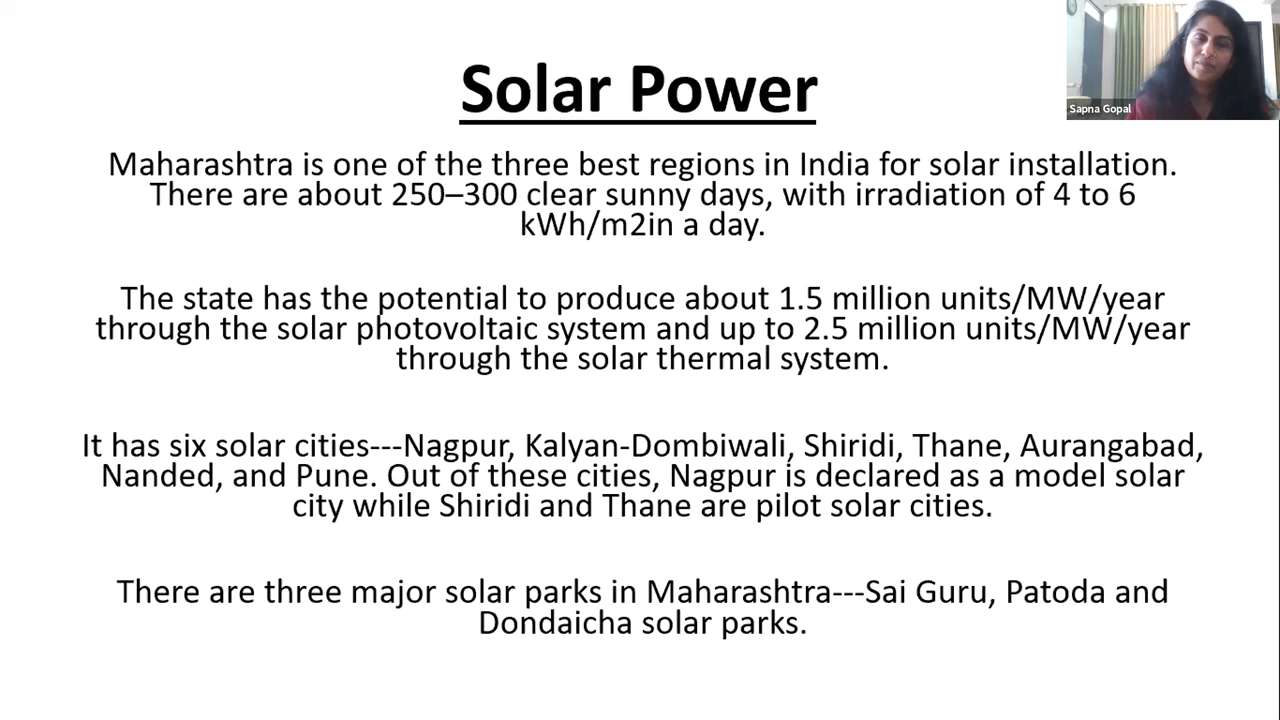 Solar Power
Sapna Gopal
Maharashtra is one of the three best regions in India for solar installation.
There are about 250–300 clear sunny days, with irradiation of 4 to 6
kWh/m2in a day.
The state has the potential to produce about 1.5 million units/MW/year
through the solar photovoltaic system and up to 2.5 million units/MW/year
through the solar thermal system.
It has six solar cities---Nagpur, Kalyan-Dombiwali, Shiridi, Thane, Aurangabad,
Nanded, and Pune. Out of these cities, Nagpur is declared as a model solar
city while Shiridi and Thane are pilot solar cities.
There are three major solar parks in Maharashtra---Sai Guru, Patoda and
Dondaicha solar parks.